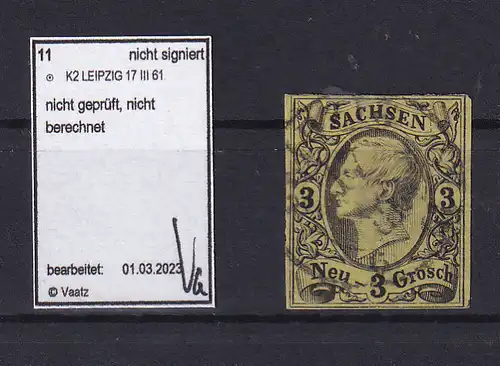 11 nicht signiert
K2 LEIPZIG 17 III 61
nicht geprüft, nicht
berechnet
bearbeitet: 01.03.2023
Va
© Vaatz
SACHSEN
3 3
Neu - 3 Grosch